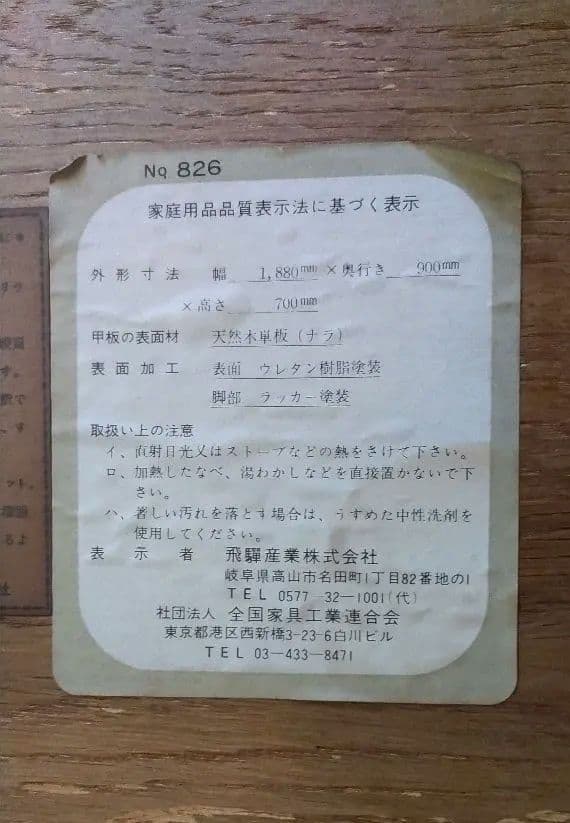 No 826
家庭用品品質表示法に基づく表示
外形寸法 幅 1,880mm ×奥行き 900mm
×高さ 700mm
甲板の表面材 天然木単板(ナラ)
表面加工 表面 ウレタン樹脂塗装
脚部 ラッカー塗装
取扱い上の注意
イ、直射日光又はストーブなどの熱をさけて下さい。
ロ、加熱したなべ、湯わかしなどを直接置かないで下
さい。
ハ、著しい汚れを落とす場合は、うすめた中性洗剤を
使用してください。
表示者 飛驒産業株式会社
岐阜県高山市名田町1丁目82番地の1
TEL 0577-32-1001(代)
社団法人 全国家具工業連合会
東京都港区西新橋3-23-6白川ビル
TEL 03-433-8471